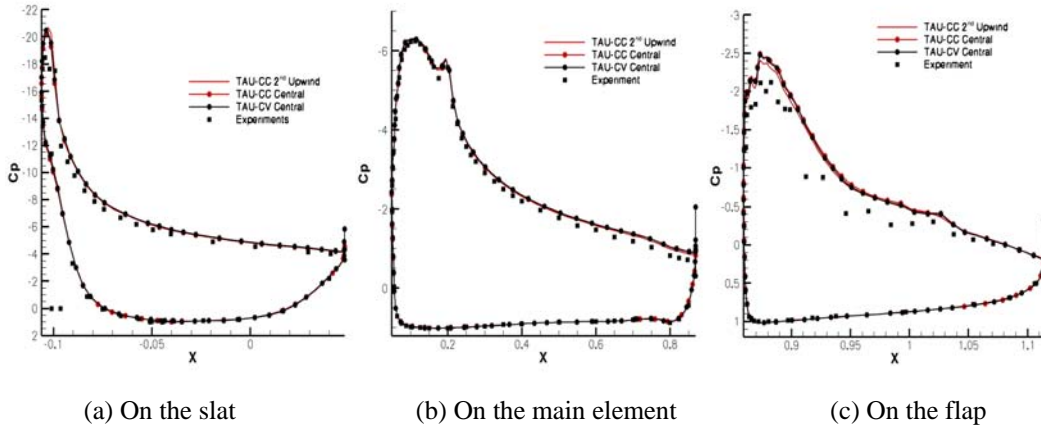 -22
-20
-18
-16
-14
-12
-10
-8
-6
-4
-2
0
2
Cp
-0.1
-0.05
0
X
TAU-CC 2nd Upwind
TAU-CC Central
TAU-CV Central
Experiments
(a) On the slat
-6
-4
-2
0
Cp
0.2
0.4
0.6
0.8
X
TAU-CC 2nd Upwind
TAU-CC Central
TAU-CV Central
Experiment
(b) On the main element
-3
-2.5
-2
-1.5
-1
-0.5
0
0.5
1
Cp
0.9
0.95
1
1.05
1.1
X
TAU-CC 2nd Upwind
TAU-CC Central
TAU-CV Central
Experiment
(c) On the flap